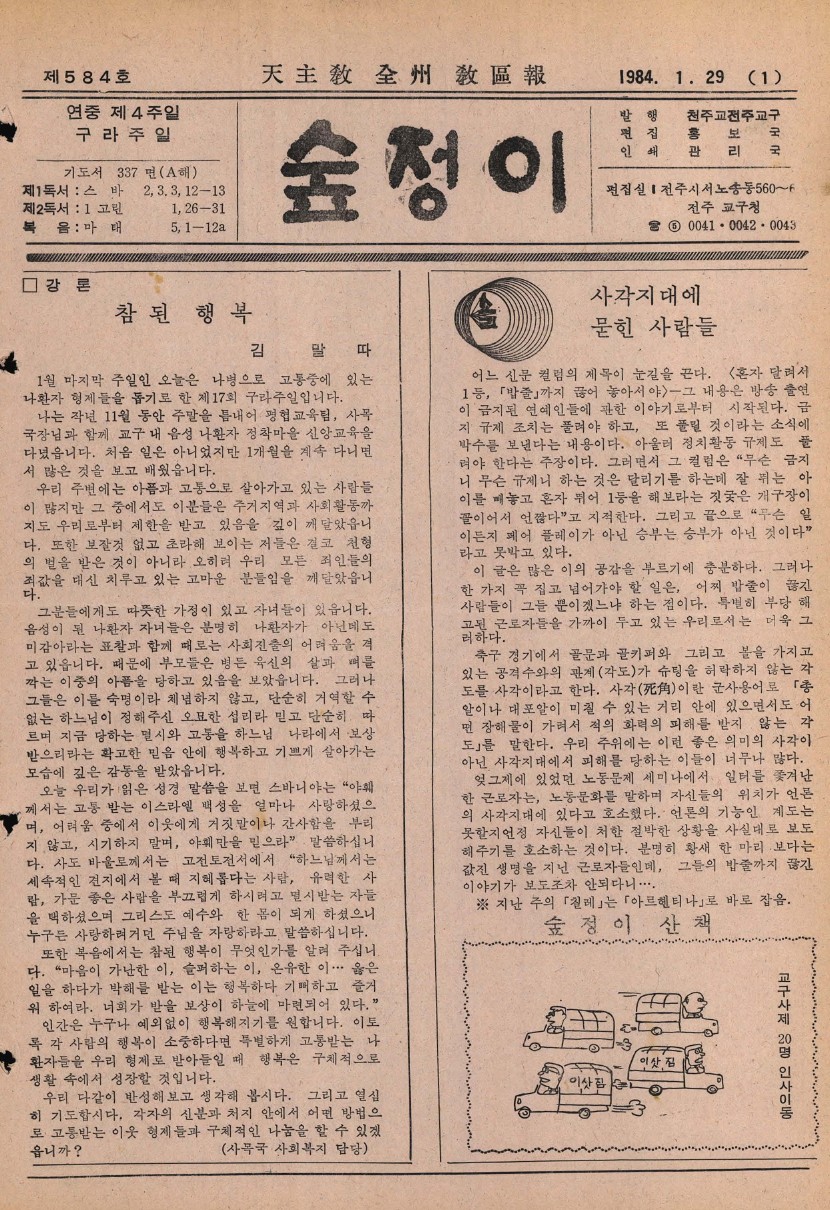 제584호
天主敎 全州 敎區報
1984. 1. 29 (1)
연중 제4주일
구라주일
기도서 337 면(A해)
제1독서 : 스 바 2,3.3,12—13
제2독서 : 1 고린 1,26—31
복 음 : 마 태 5,1—12a
숲정이
발 행 천주교전주교구
편 집 홍 보 국
인 쇄 관 리 국
편집실 전주시서노송동560~6
전주 교구청
☎ ⑤ 0041·0042·0043
□ 강 론
참 된 행 복
김 말 따
1월 마지막 주일인 오늘은 나병으로 고통중에 있는
나환자 형제들을 돕기로 한 제17회 구라주일입니다.
나는 작년 11월 동안 주말을 틈내어 평협교육팀, 사목
국장님과 함께 교구 내 음성 나환자 정착마을 신앙교육을
다녔읍니다. 처음 일은 아니었지만 1개월을 계속 다니면
서 많은 것을 보고 배웠읍니다.
우리 주변에는 아픔과 고통으로 살아가고 있는 사람들
이 많지만 그 중에서도 이분들은 주거지역과 사회활동까
지도 우리로부터 제한을 받고 있음을 깊이 깨달았읍니
다. 또한 보잘것 없고 초라해 보이는 저들은 결코 천형
의 벌을 받은 것이 아니라 오히려 우리 모든 죄인들의
죄값을 대신 치루고 있는 고마운 분들임을 깨달았읍니
다.
그분들에게도 따뜻한 가정이 있고 자녀들이 있읍니다.
음성이 된 나환자 자녀들은 분명히 나환자가 아닌데도
미감아라는 표찰과 함께 때로는 사회진출의 어려움을 겪
고 있읍니다. 때문에 부모들은 병든 육신의 살과 뼈를
깍는 이중의 아픔을 당하고 있음을 보았읍니다. 그러나
그들은 이를 숙명이라 체념하지 않고, 단순히 거역할 수
없는 하느님이 정해주신 오묘한 섭리라 믿고 단순히 따
르며 지금 당하는 멸시와 고통을 하느님 나라에서 보상
받으리라는 확고한 믿음 안에 행복하고 기쁘게 살아가는
모습에 깊은 감동을 받았읍니다.
오늘 우리가 읽은 성경 말씀을 보면 스바니야는 “야훼
께서는 고통 받는 이스라엘 백성을 얼마나 사랑하셨으
며, 어려움 중에서 이웃에게 거짓말이나 간사함을 부리
지 않고, 시기하지 말며, 야훼만을 믿으라” 말씀하십니
다. 사도 바울로께서는 고전토전서에서 “하느님께서는
세속적인 견지에서 볼 때 지혜롭다는 사람, 유력한 사
람, 가문 좋은 사람을 부끄럽게 하시려고 멸시받는 자들
을 택하셨으며 그리스도 예수와 한 몸이 되게 하셨으니
누구든 사랑하려거던 주님을 자랑하라고 말씀하십니다.
또한 복음에서는 참된 행복이 무엇인가를 알려 주십니
다. “마음이 가난한 이, 슬퍼하는 이, 온유한 이… 옳은
일을 하다가 박해를 받는 이는 행복하다 기뻐하고 즐거
워 하여라. 너희가 받을 보상이 하늘에 마련되어 있다.”
인간은 누구나 예외없이 행복해지기를 원합니다. 이토
록 각 사람의 행복이 소중하다면 특별하게 고통받는 나
환자들을 우리 형제로 받아들일 때 행복은 구체적으로
생활 속에서 성장할 것입니다.
우리 다같이 반성해보고 생각해 봅시다. 그리고 열심
히 기도합시다, 각자의 신분과 처지 안에서 어떤 방법으
로 고통받는 이웃 형제들과 구체적인 나눔을 할 수 있겠
읍니까? (사목국 사회복지 담당)
솔
사각지대에
묻힌 사람들
어느 신문 컬럼의 제목이 눈길을 끈다. 〈혼자 달려서
1등, 「밥줄」까지 끊어 놓아서야〉—그 내용은 방송 출연
이 금지된 연예인들에 관한 이야기로부터 시작된다. 금
지 규제 조치는 풀려야 하고, 또 풀릴 것이라는 소식에
박수를 보낸다는 내용이다. 아울러 정치활동 규제도 풀
려야 한다는 주장이다. 그러면서 그 컬럼은 “무슨 금지
니 무슨 규제니 하는 것은 달리기를 하는데 잘 뛰는 아
이를 빼놓고 혼자 뛰어 1등을 해보라는 짓궂은 개구장이
꼴이어서 언짢다”고 지적한다. 그리고 끝으로 “무슨 일
이든지 페어 플레이가 아닌 승부는 승부가 아닌 것이다”
라고 못박고 있다.
이 글은 많은 이의 공감을 부르기에 충분하다. 그러나
한 가지 꼭 집고 넘어가야 할 일은, 어찌 밥줄이 끊긴
사람들이 그들 뿐이겠느냐 하는 점이다. 특별히 부당 해
고된 근로자들을 가까이 두고 있는 우리로서는 더욱 그
러하다.
축구 경기에서 골문과 골키퍼와 그리고 볼을 가지고
있는 공격수와의 관계(각도)가 슈팅을 허락하지 않는 각
도를 사각이라고 한다. 사각(死角)이란 군사용어로 「총
알이나 대포알이 미칠 수 있는 거리 안에 있으면서도 어
떤 장해물이 가려서 적의 화력의 피해를 받지 않는 각
도」를 말한다. 우리 주위에는 이런 좋은 의미의 사각이
아닌 사각지대에서 피해를 당하는 이들이 너무나 많다.
엊그제에 있었던 노동문제 세미나에서 일터를 쫓겨난
한 근로자는, 노동문화를 말하며 자신들의 위치가 언론
의 사각지대에 있다고 호소했다. 언론의 기능인 계도는
못할지언정 자신들이 처한 절박한 상황을 사실대로 보도
해주기를 호소하는 것이다. 분명히 황새 한 마리 보다는
값진 생명을 지닌 근로자들인데, 그들의 밥줄까지 끊긴
이야기가 보도조차 안되다니….
※ 지난 주의 「칠레」는 「아르헨티나」로 바로 잡음.
숲 정 이 산 책
교구사제 20명 인사이동
이삿짐
이삿짐